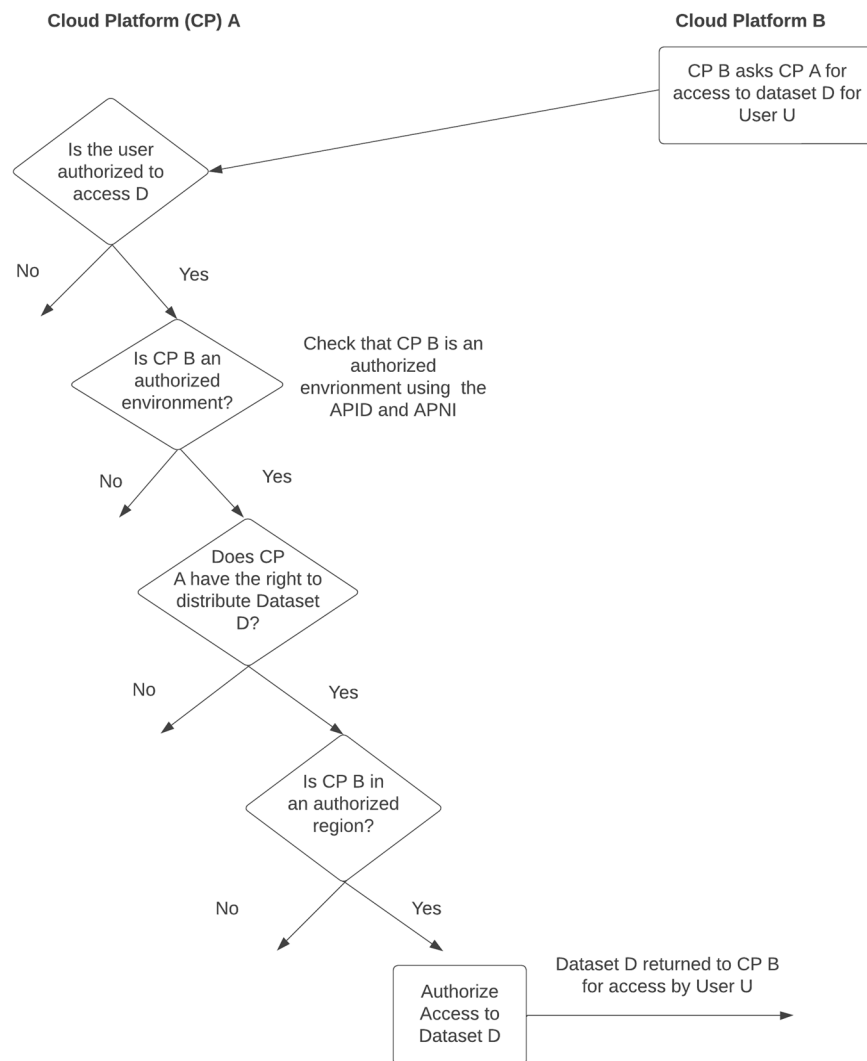 Cloud Platform (CP) A
Cloud Platform B
CP B asks CP A for
access to dataset D for
User U
Is the user
authorized to
access D
No
Yes
Is CP B an
authorized
environment?
Check that CP B is an
authorized
envrionment using the
APID and APNI
No
Yes
Does CP
A have the right to
distribute Dataset
D?
No
Yes
Is CP B in
an authorized
region?
No
Yes
Authorize
Access to
Dataset D
Dataset D returned to CP B
for access by User U